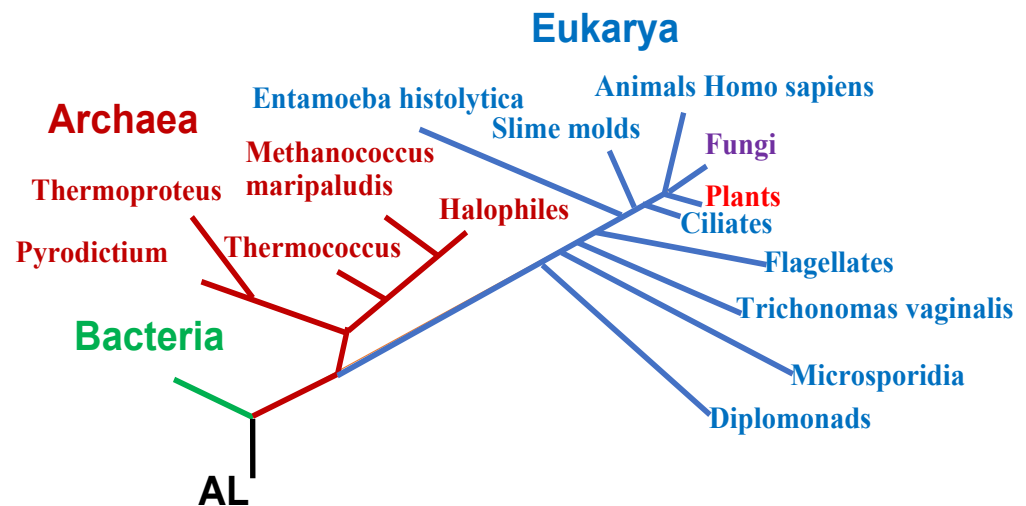 Eukarya
Animals Homo sapiens
Entamoeba histolytica
Slime molds
Archaea
Fungi
Methanococcus
maripaludis
Thermoproteus
Plants
Halophiles
Ciliates
Pyrodictium
Thermococcus
Flagellates
Trichonomas vaginalis
Bacteria
Microsporidia
Diplomonads
AL